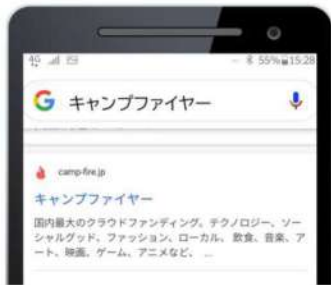 4G 55% 15:28
キャンプファイヤー
camp-fire.jp
キャンプファイヤー
国内最大のクラウドファンディング。テクノロジー、ソー
シャルグッド、ファッション、ローカル、飲食、音楽、ア
ート、映画、ゲーム、アニメなど、 ...